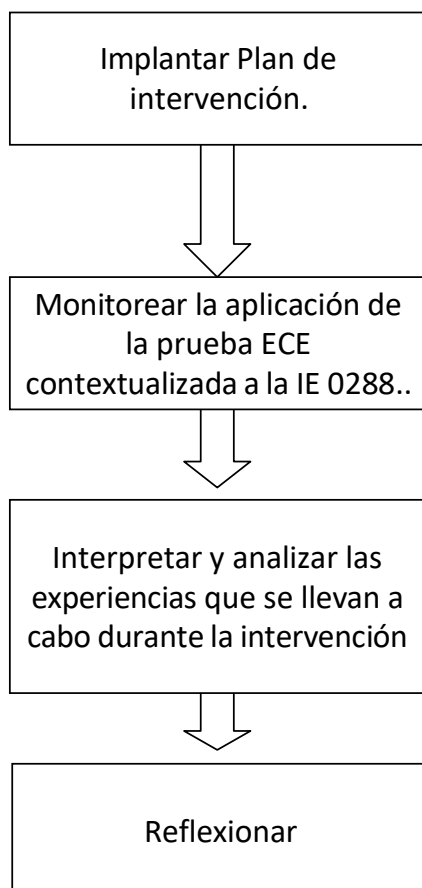 Implantar Plan de
intervención.
Monitorear la aplicación de
la prueba ECE
contextualizada a la IE 0288..
Interpretar y analizar las
experiencias que se llevan a
cabo durante la intervención
Reflexionar